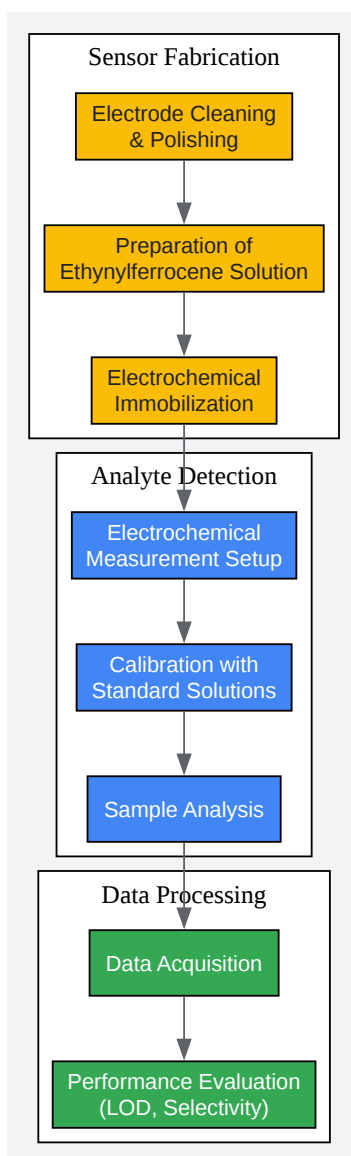 Sensor Fabrication
Electrode Cleaning
& Polishing
Preparation of
Ethynylferrocene Solution
Electrochemical
Immobilization
Analyte Detection
Electrochemical
Measurement Setup
Calibration with
Standard Solutions
Sample Analysis
Data Processing
Data Acquisition
Performance Evaluation
(LOD, Selectivity)